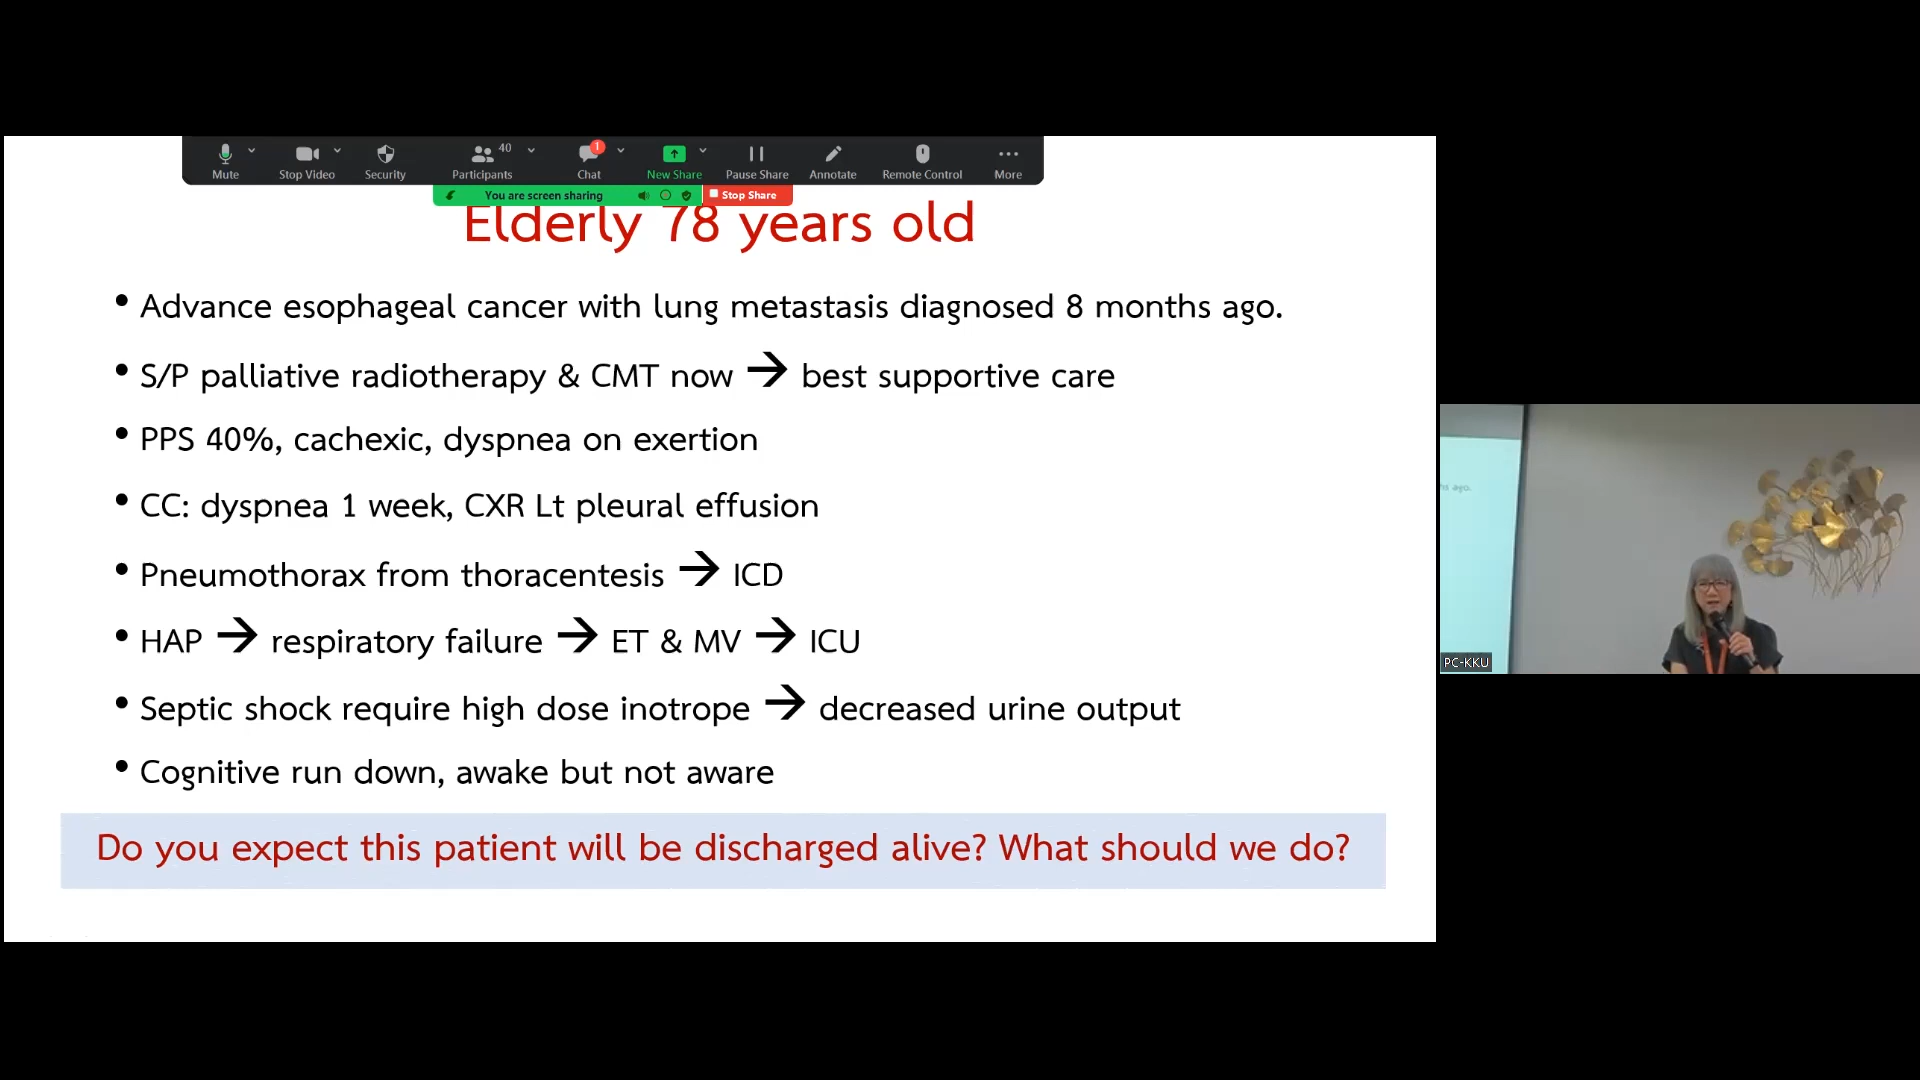 Mute
Stop Video
Security
Participants
40
Chat
1
New Share
Pause Share
Annotate
Remote Control
More
You are screen sharing
Stop Share
Elderly 78 years old
• Advance esophageal cancer with lung metastasis diagnosed 8 months ago.
• S/P palliative radiotherapy & CMT now → best supportive care
• PPS 40%, cachexic, dyspnea on exertion
• CC: dyspnea 1 week, CXR Lt pleural effusion
• Pneumothorax from thoracentesis → ICD
• HAP → respiratory failure → ET & MV → ICU
• Septic shock require high dose inotrope → decreased urine output
• Cognitive run down, awake but not aware
Do you expect this patient will be discharged alive? What should we do?
hs ago.
PC-KKU